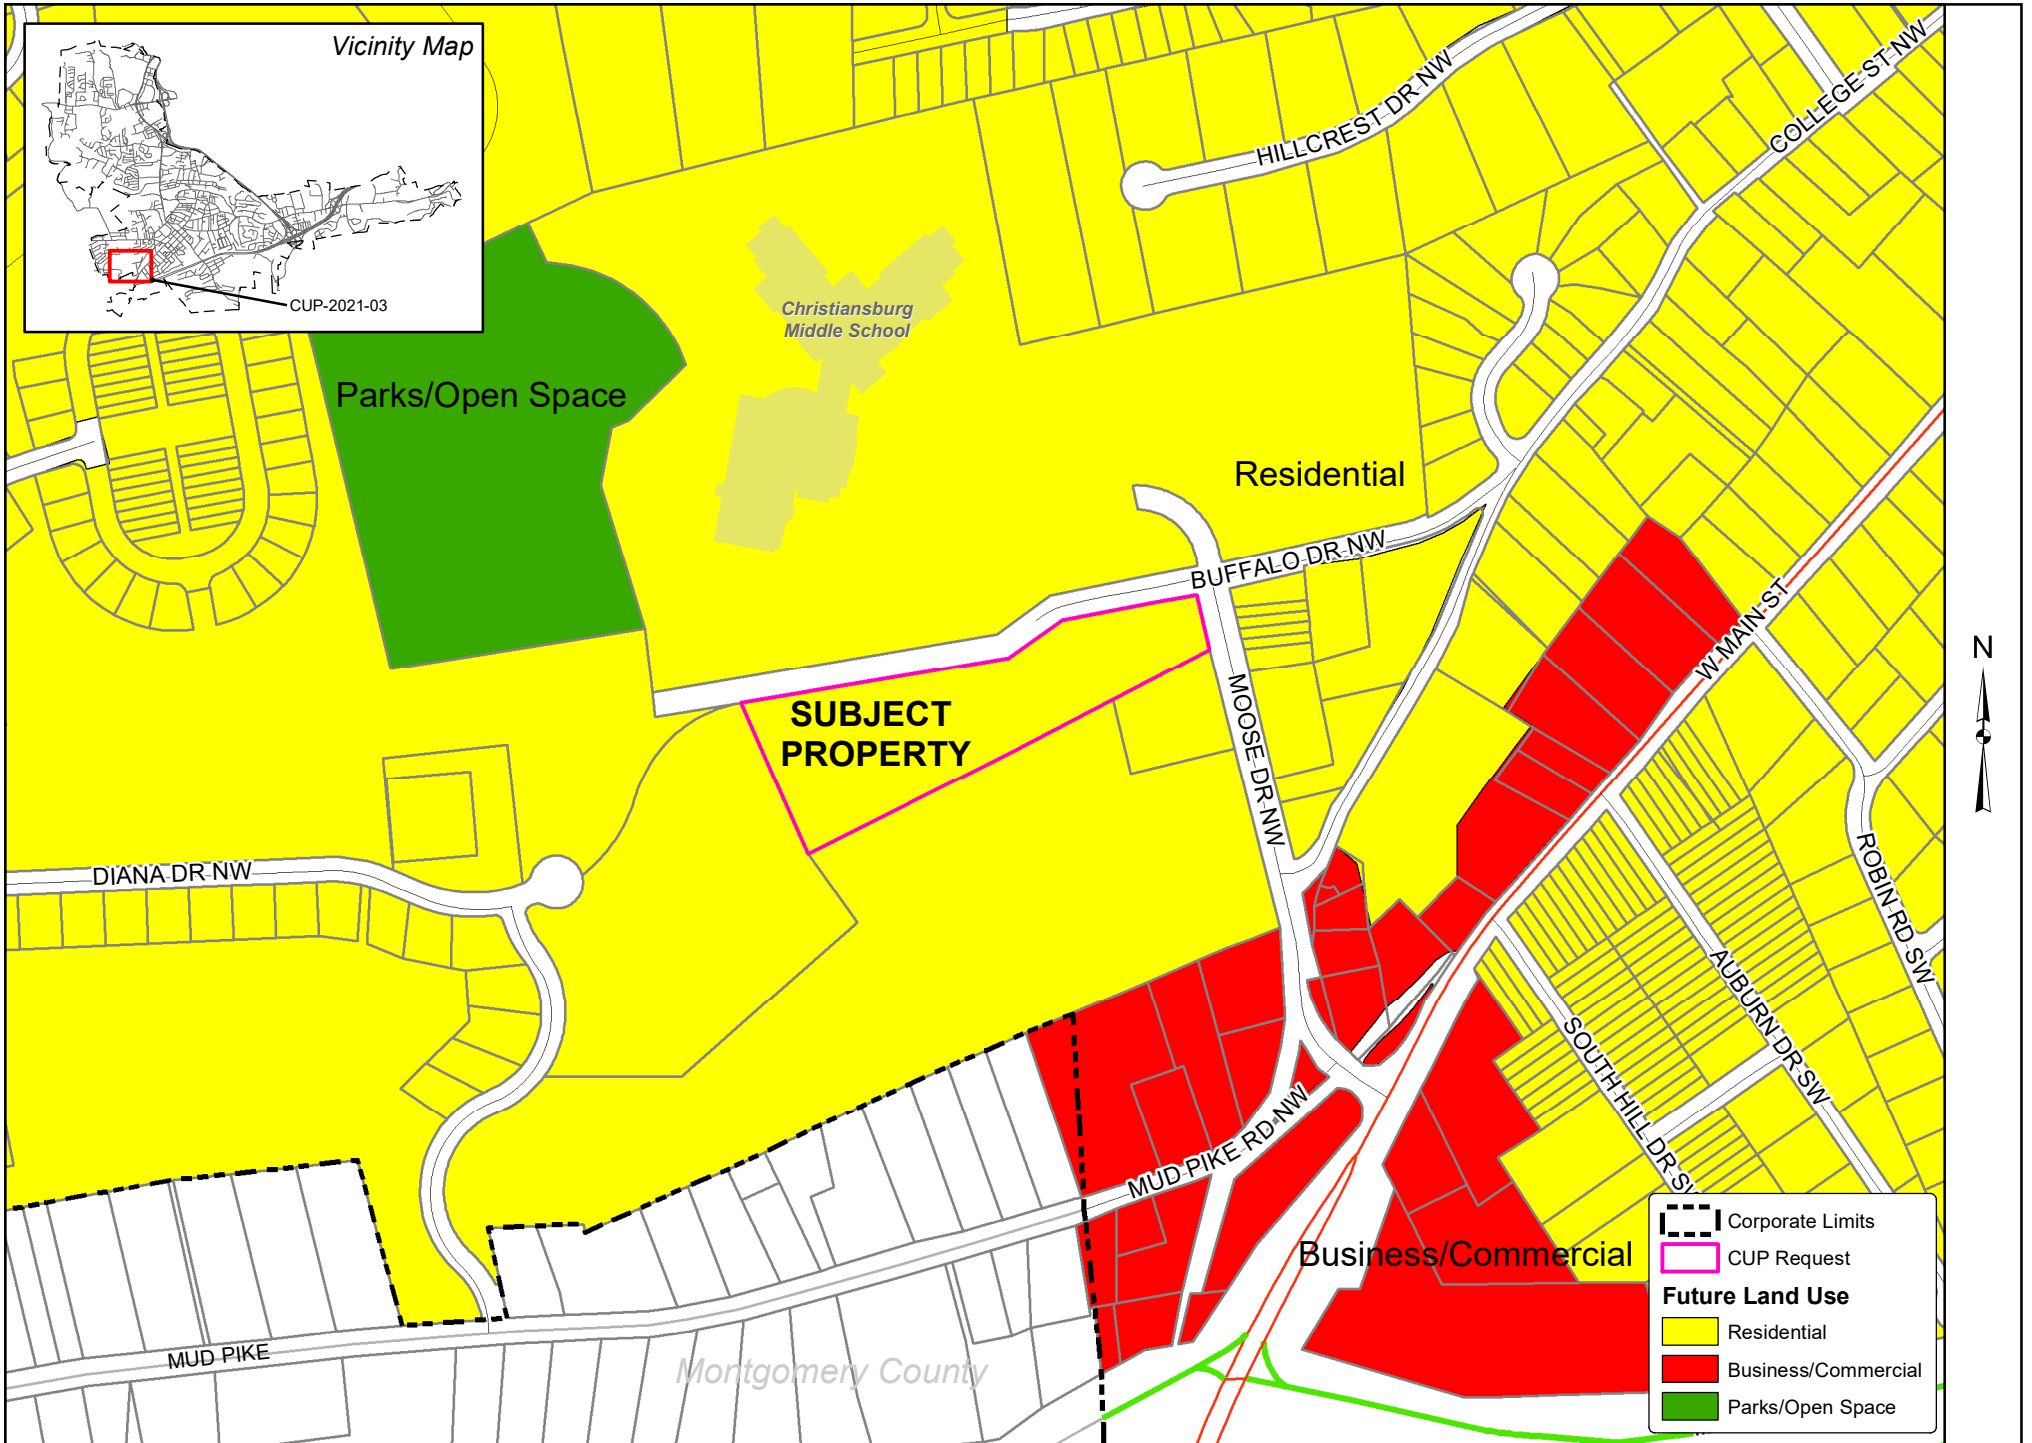 Vicinity Map
CUP-2021-03
HILLCREST DR NW
COLLEGE ST NW
Christiansburg
Middle School
Parks/Open Space
Residential
BUFFALO DR NW
W MAIN ST
N
SUBJECT
PROPERTY
MOOSE DR NW
DIANA DR NW
ROBIN RD SW
AUBURN DR SW
SOUTH HILL DR SW
MUD PIKE RD NW
Business/Commercial
MUD PIKE
Montgomery County
Corporate Limits
CUP Request
Future Land Use
Residential
Business/Commercial
Parks/Open Space